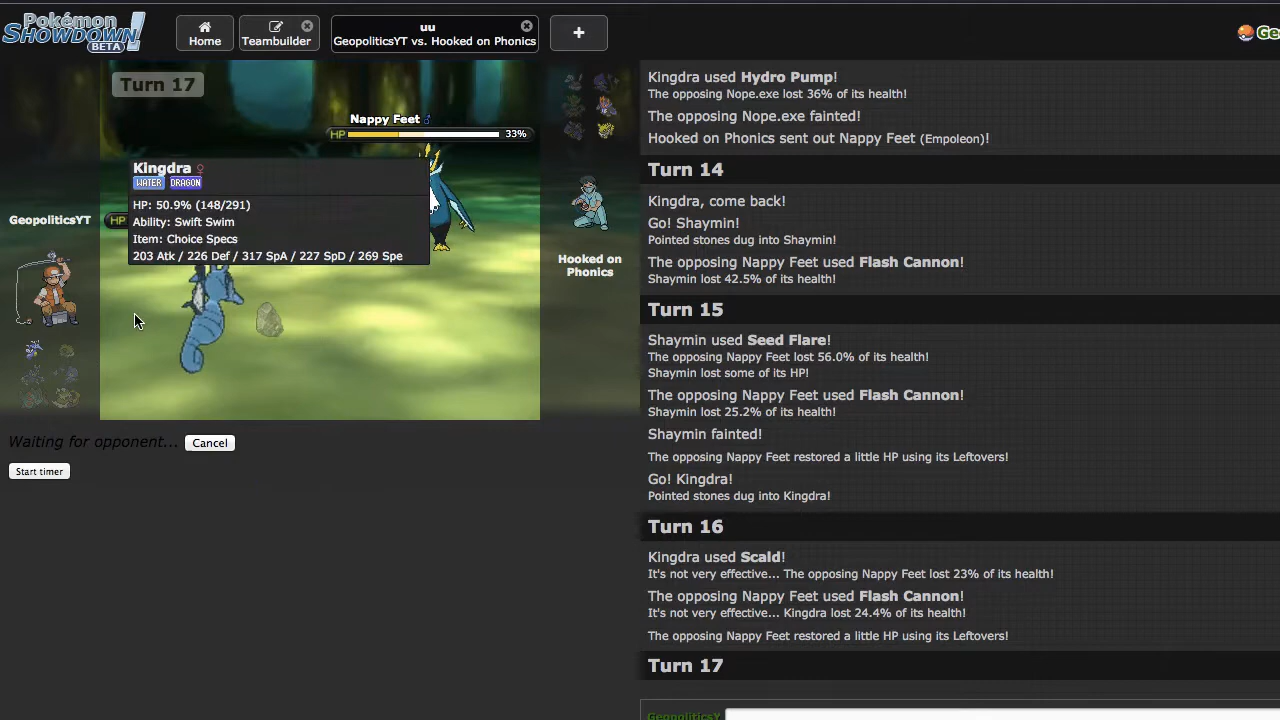 Pokémon
SHOWDOWN!
BETA
Home
Teambuilder
uu
GeopoliticsYT vs. Hooked on Phonics
+
Ge
Turn 17
Nappy Feet ♂
HP 33%
Kingdra ♀
WATER DRAGON
HP: 50.9% (148/291)
Ability: Swift Swim
Item: Choice Specs
203 Atk / 226 Def / 317 SpA / 227 SpD / 269 Spe
GeopoliticsYT
HP
Hooked on
Phonics
Waiting for opponent... Cancel
Start timer
Kingdra used Hydro Pump!
The opposing Nope.exe lost 36% of its health!
The opposing Nope.exe fainted!
Hooked on Phonics sent out Nappy Feet (Empoleon)!
Turn 14
Kingdra, come back!
Go! Shaymin!
Pointed stones dug into Shaymin!
The opposing Nappy Feet used Flash Cannon!
Shaymin lost 42.5% of its health!
Turn 15
Shaymin used Seed Flare!
The opposing Nappy Feet lost 56.0% of its health!
Shaymin lost some of its HP!
The opposing Nappy Feet used Flash Cannon!
Shaymin lost 25.2% of its health!
Shaymin fainted!
The opposing Nappy Feet restored a little HP using its Leftovers!
Go! Kingdra!
Pointed stones dug into Kingdra!
Turn 16
Kingdra used Scald!
It's not very effective... The opposing Nappy Feet lost 23% of its health!
The opposing Nappy Feet used Flash Cannon!
It's not very effective... Kingdra lost 24.4% of its health!
The opposing Nappy Feet restored a little HP using its Leftovers!
Turn 17
GeopoliticsY